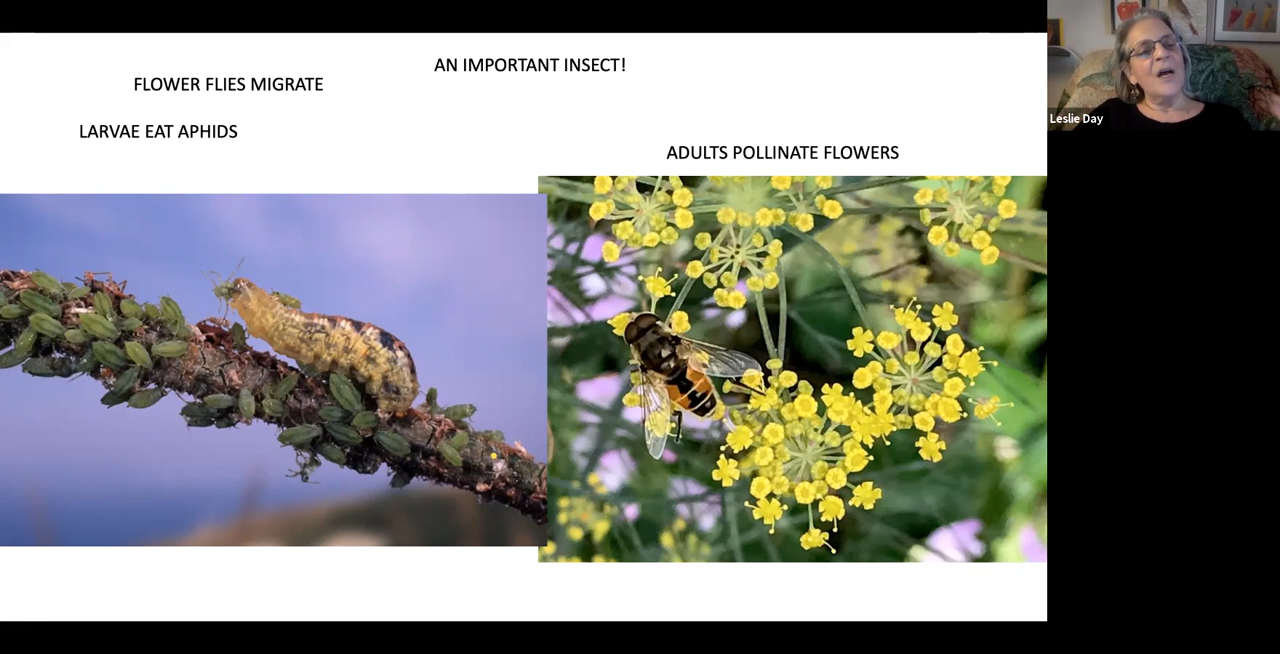 AN IMPORTANT INSECT!
FLOWER FLIES MIGRATE
LARVAE EAT APHIDS
ADULTS POLLINATE FLOWERS
Leslie Day